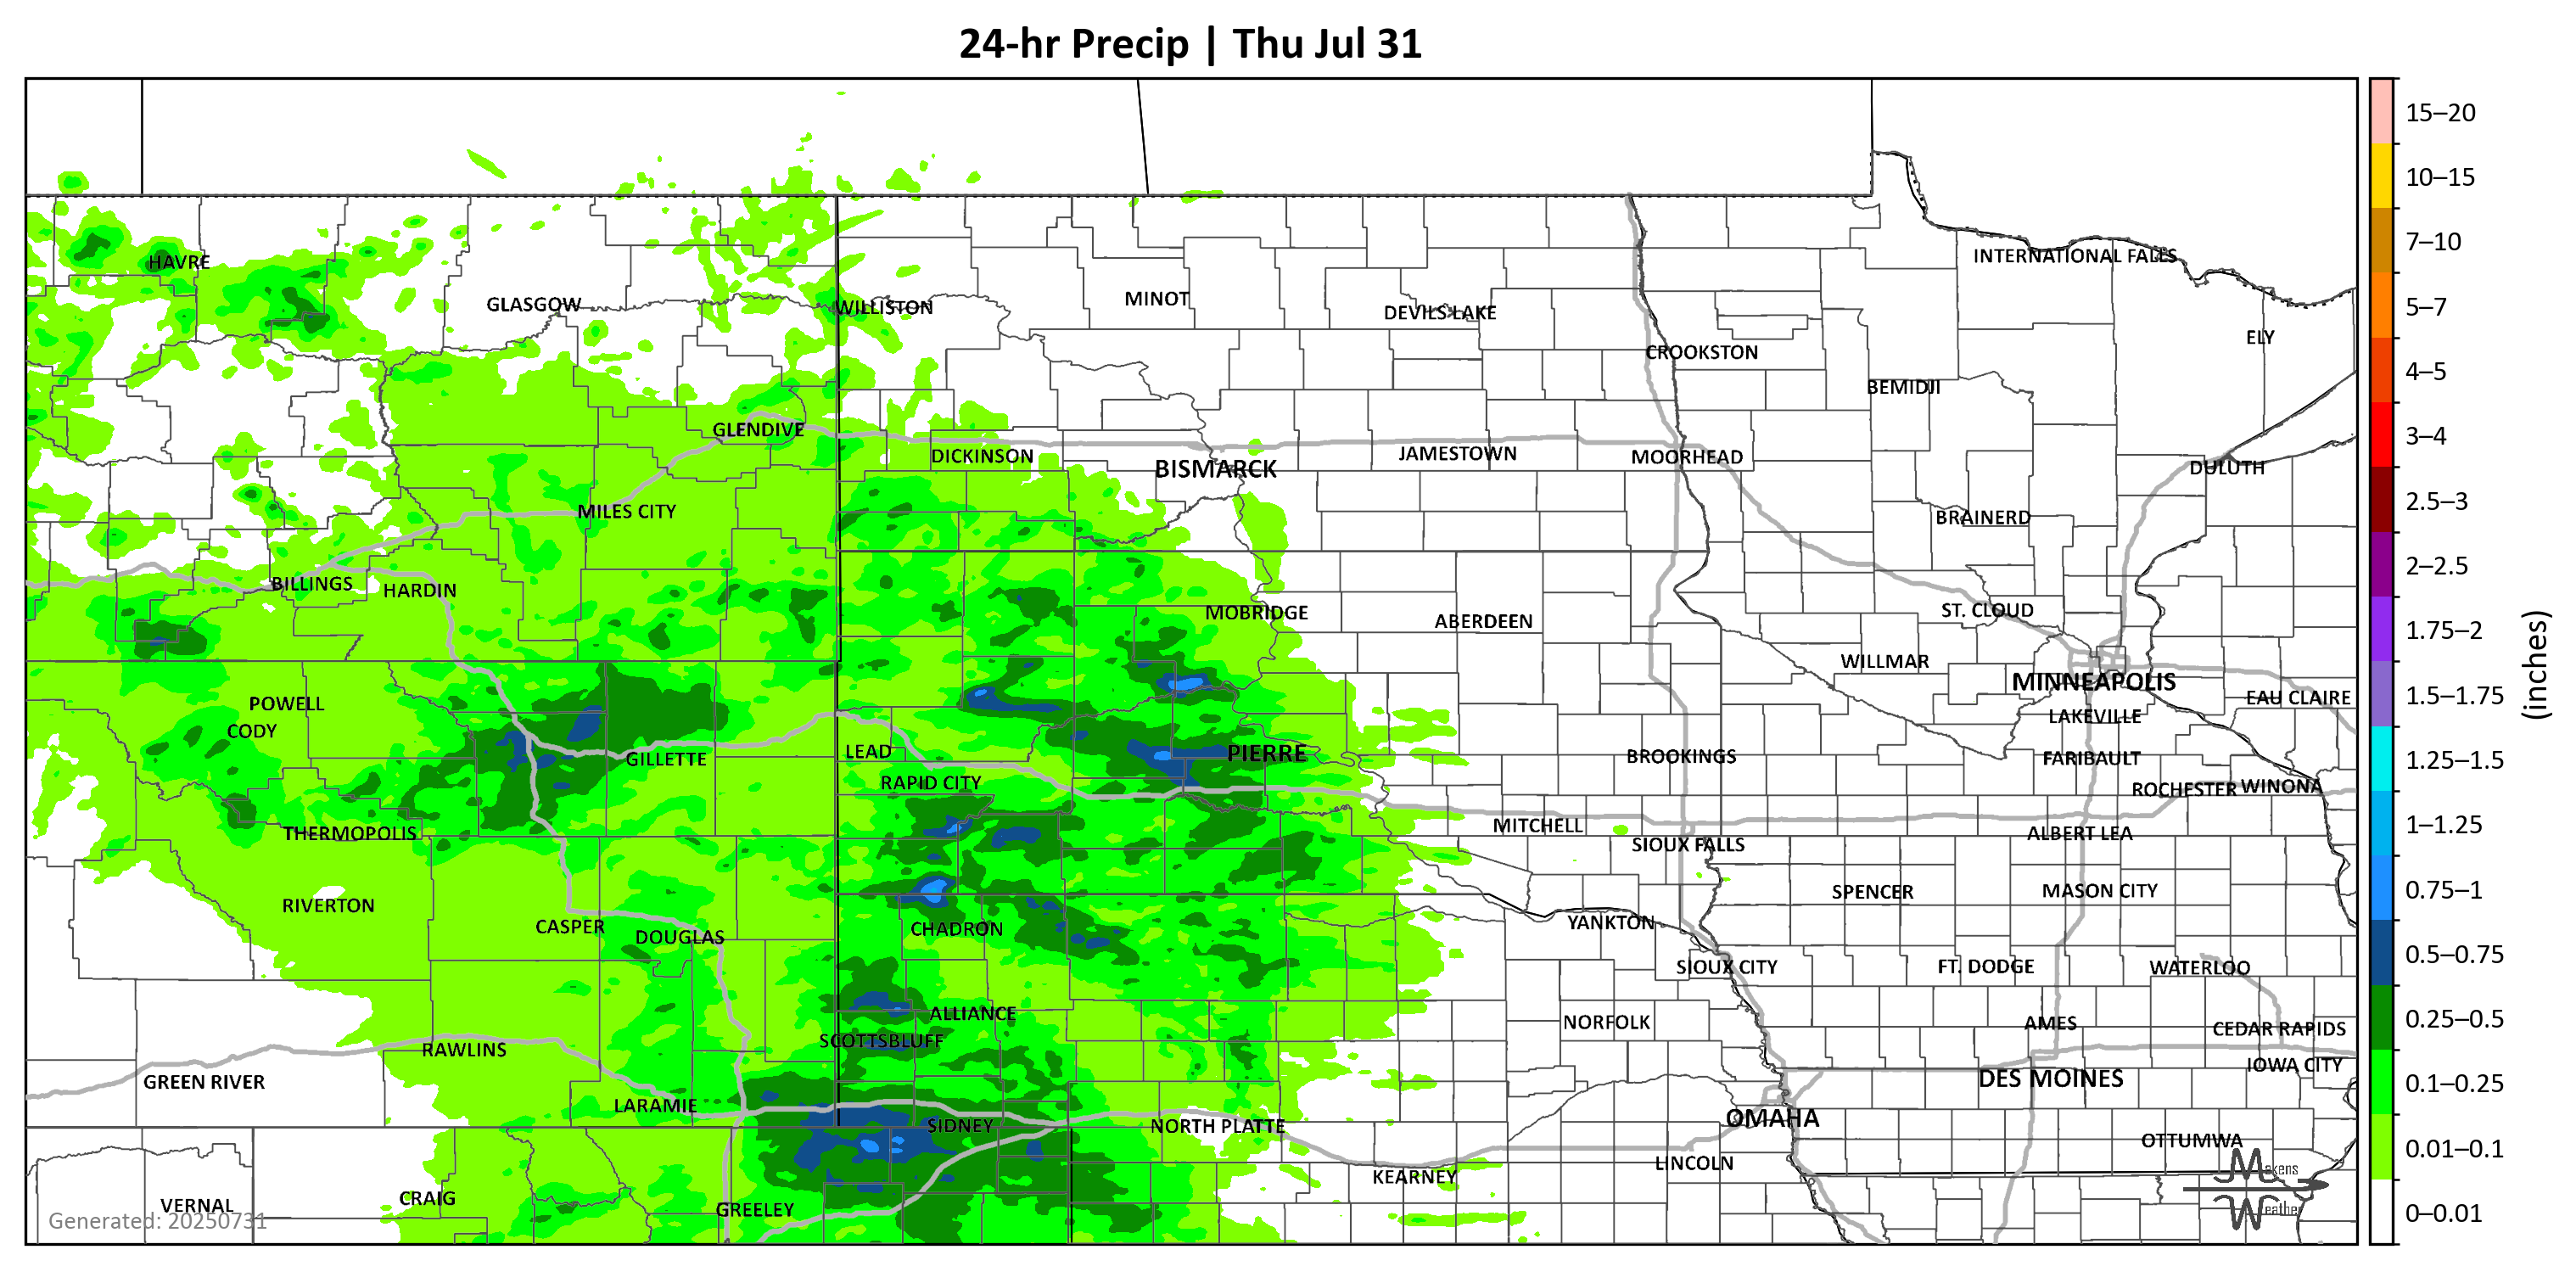 24-hr Precip | Thu Jul 31
HAVRE
GLASGOW
WILLISTON
MINOT
DEVILS LAKE
INTERNATIONAL FALLS
CROOKSTON
ELY
BEMIDJI
GLENDIVE
DICKINSON
BISMARCK
JAMESTOWN
MOORHEAD
DULUTH
MILES CITY
BRAINERD
BILLINGS
HARDIN
MOBRIDGE
ABERDEEN
ST. CLOUD
WILLMAR
MINNEAPOLIS
POWELL
CODY
EAU CLAIRE
LAKEVILLE
GILLETTE
LEAD
PIERRE
BROOKINGS
FARIBAULT
RAPID CITY
ROCHESTER
WINONA
THERMOPOLIS
MITCHELL
SIOUX FALLS
ALBERT LEA
RIVERTON
SPENCER
MASON CITY
CASPER
DOUGLAS
CHADRON
YANKTON
SIOUX CITY
FT. DODGE
WATERLOO
ALLIANCE
NORFOLK
AMES
CEDAR RAPIDS
SCOTTSBLUFF
RAWLINS
IOWA CITY
GREEN RIVER
DES MOINES
LARAMIE
SIDNEY
NORTH PLATTE
OMAHA
OTTUMWA
LINCOLN
KEARNEY
VERNAL
CRAIG
GREELEY
Generated: 20250731
Makens
Weather
15–20
10–15
7–10
5–7
4–5
3–4
2.5–3
2–2.5
1.75–2
1.5–1.75
1.25–1.5
1–1.25
0.75–1
0.5–0.75
0.25–0.5
0.1–0.25
0.01–0.1
0–0.01
(inches)